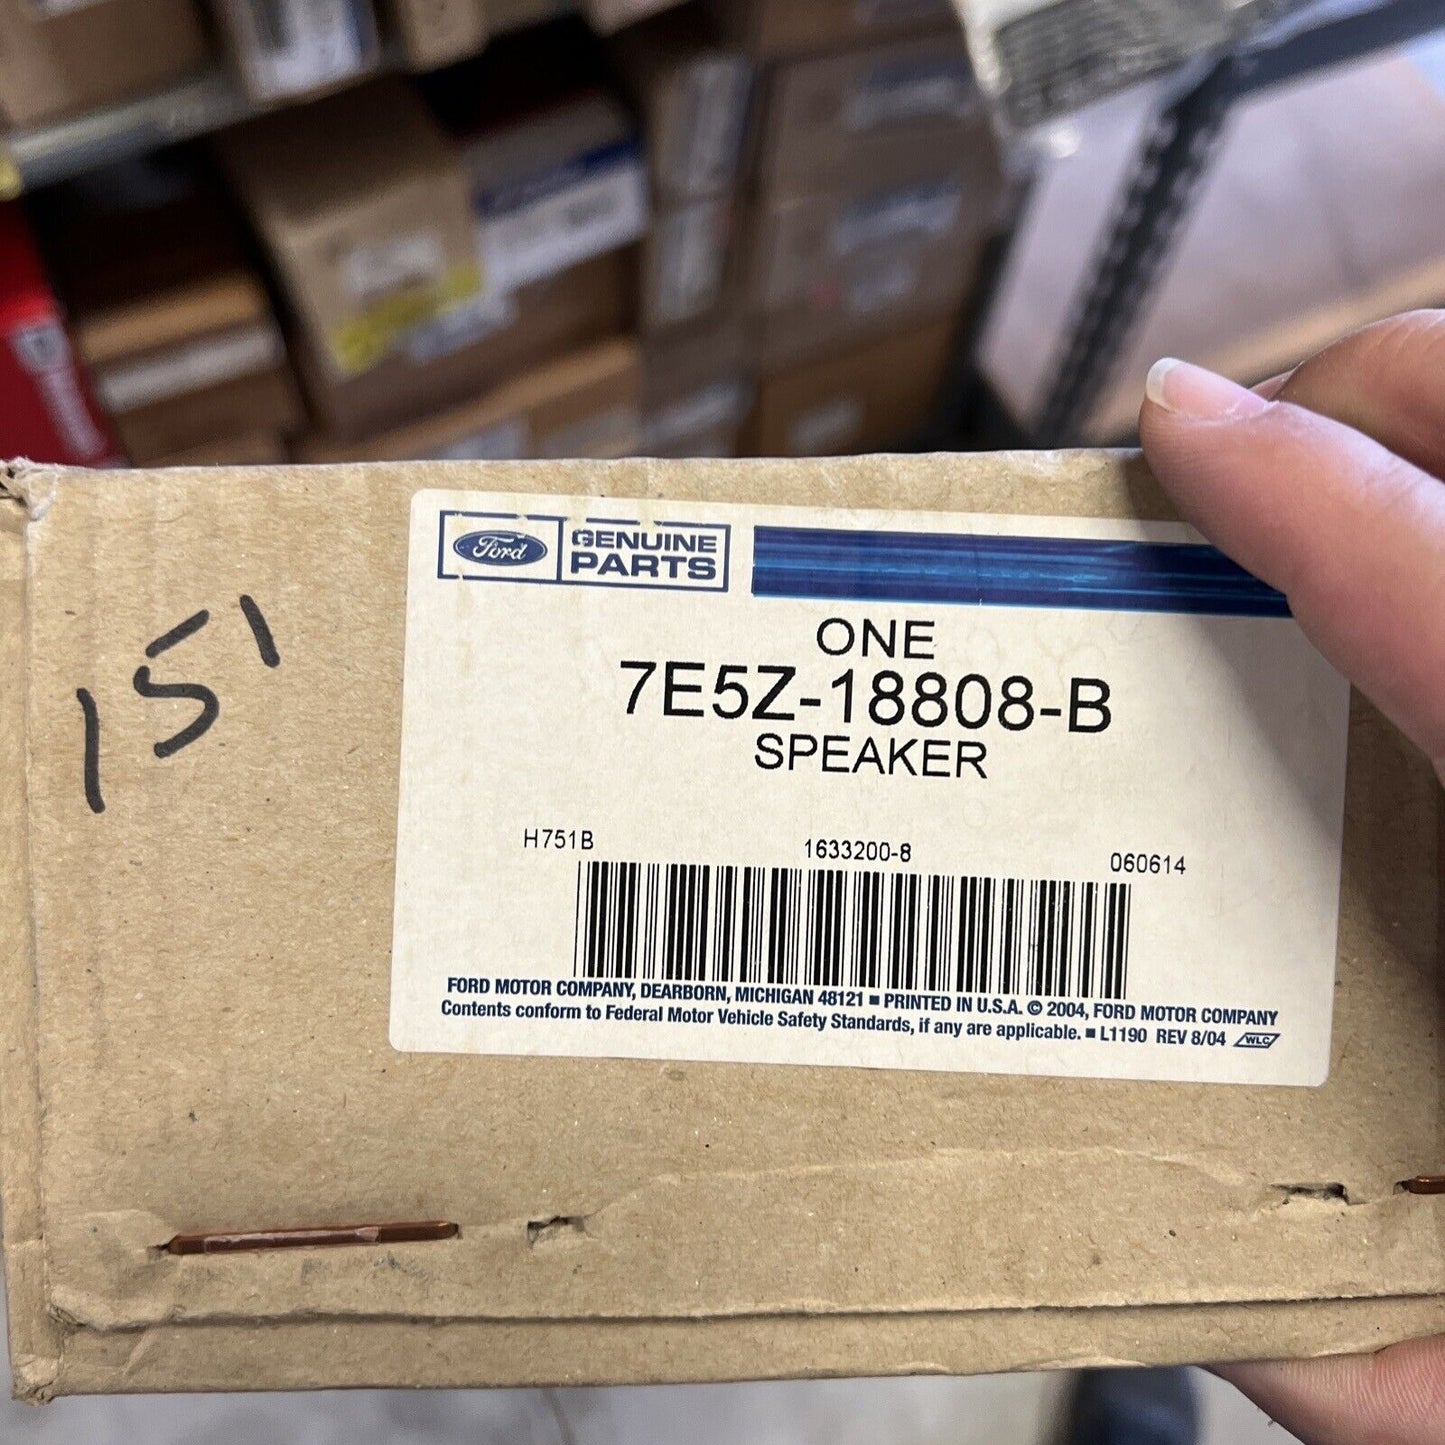 15'
Ford GENUINE
PARTS
ONE
7E5Z-18808-B
SPEAKER
H751B 1633200-8 060614
FORD MOTOR COMPANY, DEARBORN, MICHIGAN 48121 ■ PRINTED IN U.S.A. © 2004, FORD MOTOR COMPANY
Contents conform to Federal Motor Vehicle Safety Standards, if any are applicable. ■ L1190 REV 8/04 WLC